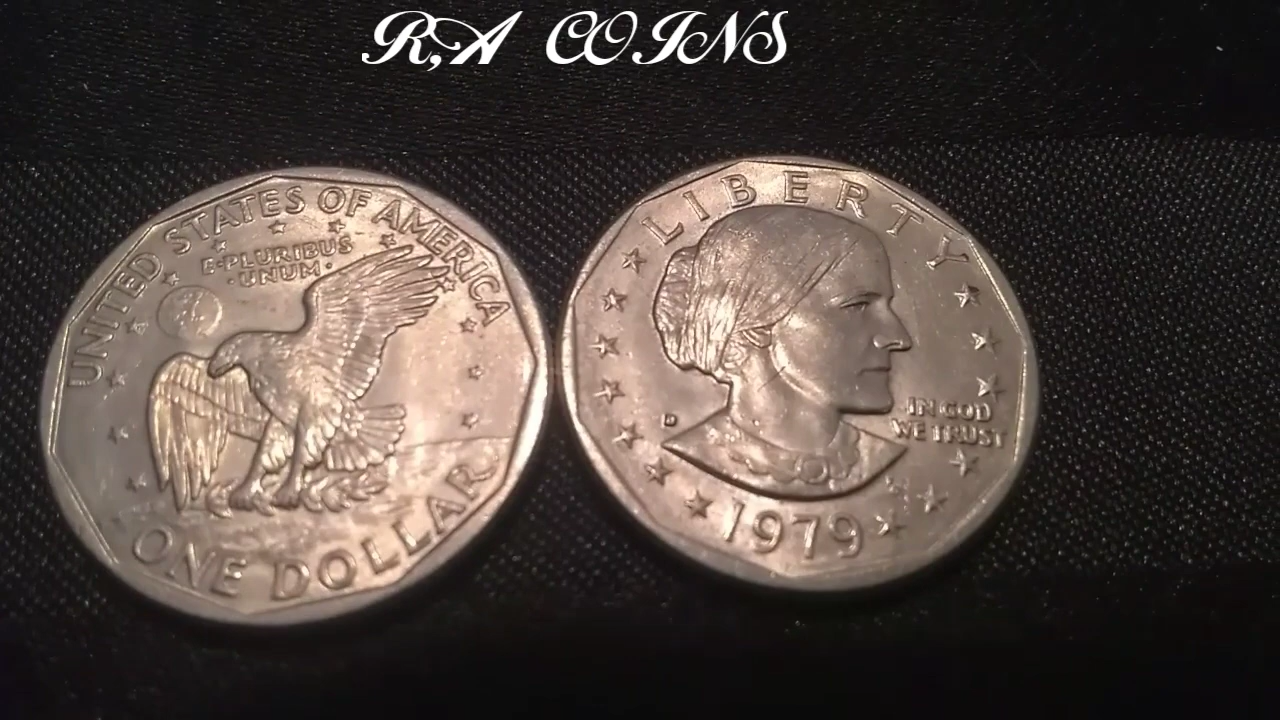 R,A COINS
UNITED STATES OF AMERICA
E·PLURIBUS
·UNUM·
ONE DOLLAR
LIBERTY
D
IN GOD
WE TRUST
1979